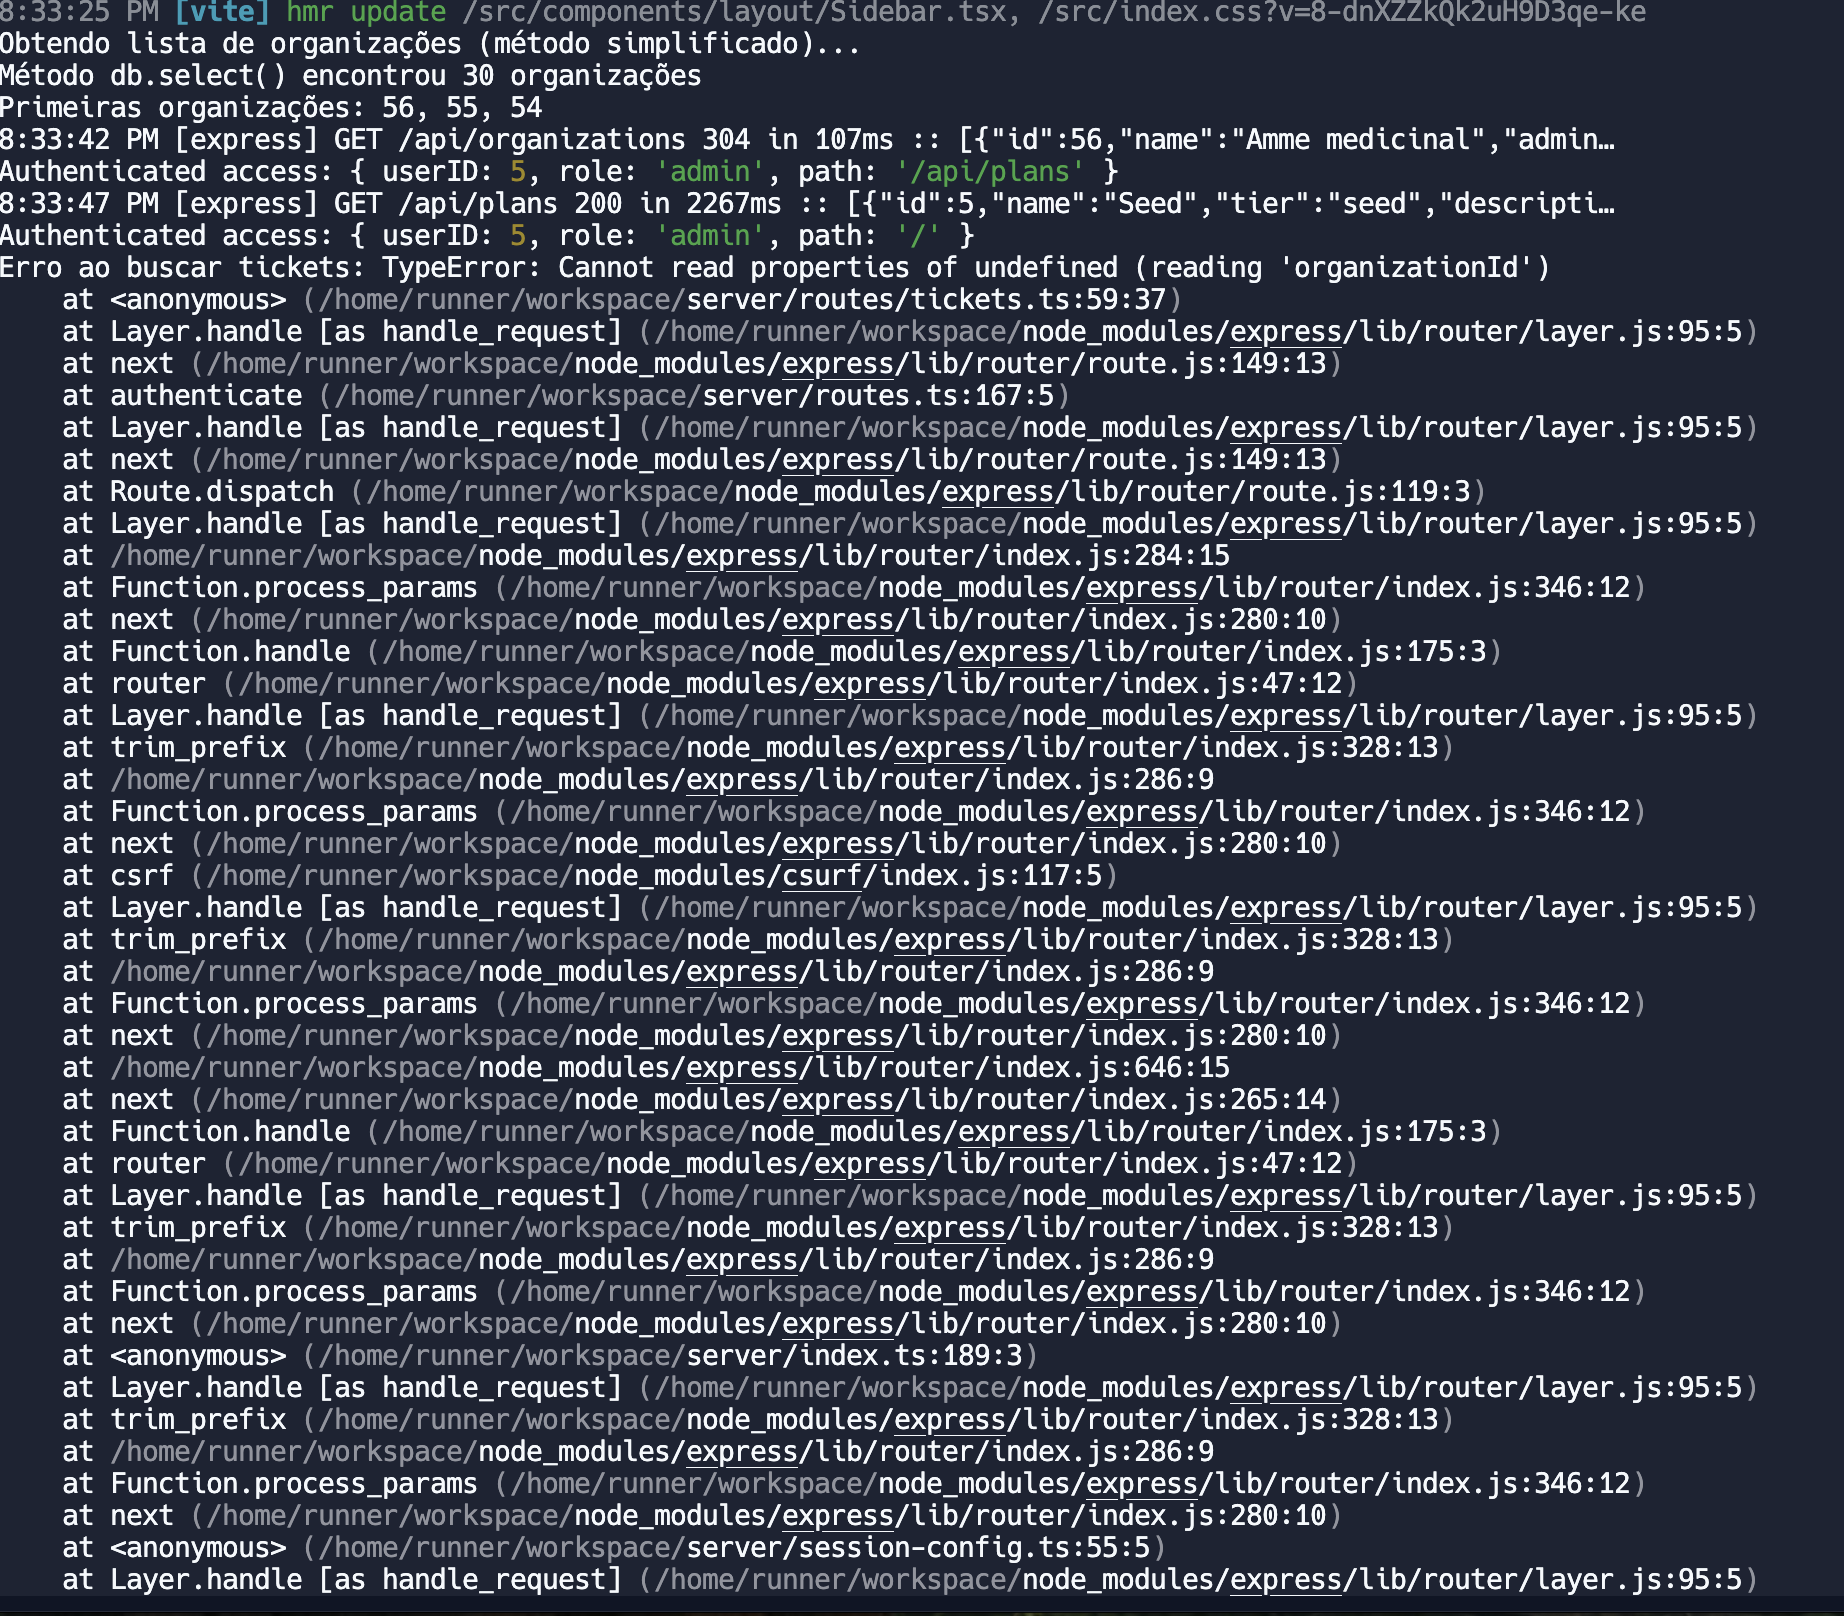 8:33:25 PM [vite] hmr update /src/components/layout/Sidebar.tsx, /src/index.css?v=8-dnXZZkQk2uH9D3qe-ke
Obtendo lista de organizações (método simplificado)...
Método db.select() encontrou 30 organizações
Primeiras organizações: 56, 55, 54
8:33:42 PM [express] GET /api/organizations 304 in 107ms :: [{"id":56,"name":"Amme medicinal","admin…
Authenticated access: { userID: 5, role: 'admin', path: '/api/plans' }
8:33:47 PM [express] GET /api/plans 200 in 2267ms :: [{"id":5,"name":"Seed","tier":"seed","descripti…
Authenticated access: { userID: 5, role: 'admin', path: '/' }
Erro ao buscar tickets: TypeError: Cannot read properties of undefined (reading 'organizationId')
    at <anonymous> (/home/runner/workspace/server/routes/tickets.ts:59:37)
    at Layer.handle [as handle_request] (/home/runner/workspace/node_modules/express/lib/router/layer.js:95:5)
    at next (/home/runner/workspace/node_modules/express/lib/router/route.js:149:13)
    at authenticate (/home/runner/workspace/server/routes.ts:167:5)
    at Layer.handle [as handle_request] (/home/runner/workspace/node_modules/express/lib/router/layer.js:95:5)
    at next (/home/runner/workspace/node_modules/express/lib/router/route.js:149:13)
    at Route.dispatch (/home/runner/workspace/node_modules/express/lib/router/route.js:119:3)
    at Layer.handle [as handle_request] (/home/runner/workspace/node_modules/express/lib/router/layer.js:95:5)
    at /home/runner/workspace/node_modules/express/lib/router/index.js:284:15
    at Function.process_params (/home/runner/workspace/node_modules/express/lib/router/index.js:346:12)
    at next (/home/runner/workspace/node_modules/express/lib/router/index.js:280:10)
    at Function.handle (/home/runner/workspace/node_modules/express/lib/router/index.js:175:3)
    at router (/home/runner/workspace/node_modules/express/lib/router/index.js:47:12)
    at Layer.handle [as handle_request] (/home/runner/workspace/node_modules/express/lib/router/layer.js:95:5)
    at trim_prefix (/home/runner/workspace/node_modules/express/lib/router/index.js:328:13)
    at /home/runner/workspace/node_modules/express/lib/router/index.js:286:9
    at Function.process_params (/home/runner/workspace/node_modules/express/lib/router/index.js:346:12)
    at next (/home/runner/workspace/node_modules/express/lib/router/index.js:280:10)
    at csrf (/home/runner/workspace/node_modules/csurf/index.js:117:5)
    at Layer.handle [as handle_request] (/home/runner/workspace/node_modules/express/lib/router/layer.js:95:5)
    at trim_prefix (/home/runner/workspace/node_modules/express/lib/router/index.js:328:13)
    at /home/runner/workspace/node_modules/express/lib/router/index.js:286:9
    at Function.process_params (/home/runner/workspace/node_modules/express/lib/router/index.js:346:12)
    at next (/home/runner/workspace/node_modules/express/lib/router/index.js:280:10)
    at /home/runner/workspace/node_modules/express/lib/router/index.js:646:15
    at next (/home/runner/workspace/node_modules/express/lib/router/index.js:265:14)
    at Function.handle (/home/runner/workspace/node_modules/express/lib/router/index.js:175:3)
    at router (/home/runner/workspace/node_modules/express/lib/router/index.js:47:12)
    at Layer.handle [as handle_request] (/home/runner/workspace/node_modules/express/lib/router/layer.js:95:5)
    at trim_prefix (/home/runner/workspace/node_modules/express/lib/router/index.js:328:13)
    at /home/runner/workspace/node_modules/express/lib/router/index.js:286:9
    at Function.process_params (/home/runner/workspace/node_modules/express/lib/router/index.js:346:12)
    at next (/home/runner/workspace/node_modules/express/lib/router/index.js:280:10)
    at <anonymous> (/home/runner/workspace/server/index.ts:189:3)
    at Layer.handle [as handle_request] (/home/runner/workspace/node_modules/express/lib/router/layer.js:95:5)
    at trim_prefix (/home/runner/workspace/node_modules/express/lib/router/index.js:328:13)
    at /home/runner/workspace/node_modules/express/lib/router/index.js:286:9
    at Function.process_params (/home/runner/workspace/node_modules/express/lib/router/index.js:346:12)
    at next (/home/runner/workspace/node_modules/express/lib/router/index.js:280:10)
    at <anonymous> (/home/runner/workspace/server/session-config.ts:55:5)
    at Layer.handle [as handle_request] (/home/runner/workspace/node_modules/express/lib/router/layer.js:95:5)